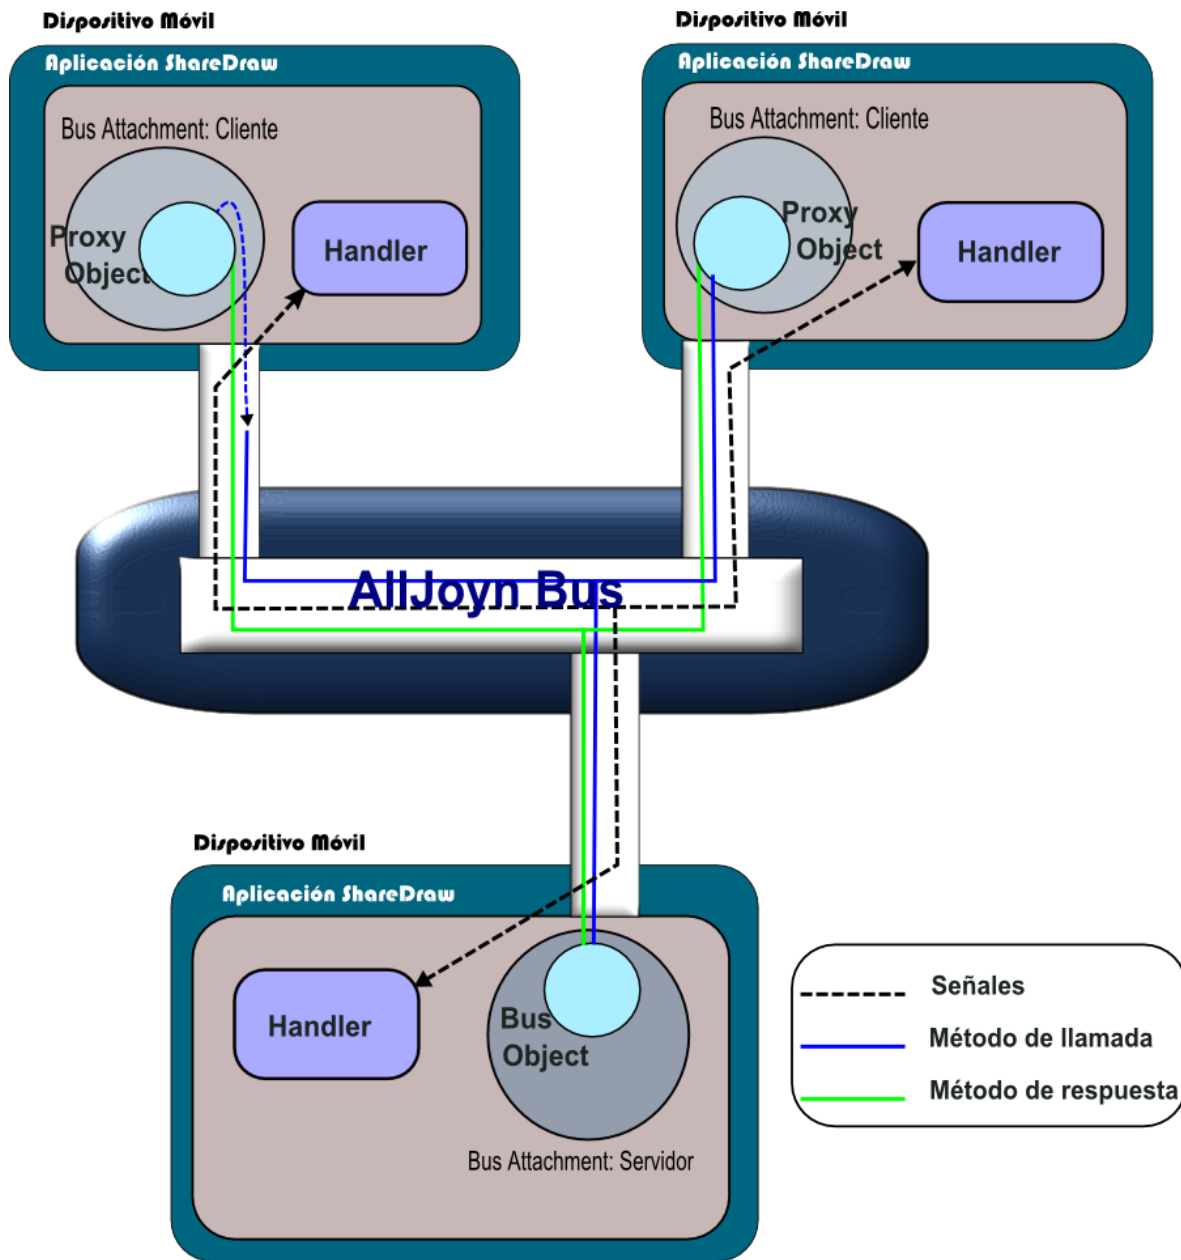 Dispositivo Móvil
Aplicación ShareDraw
Bus Attachment: Cliente
Proxy
Object
Handler
Dispositivo Móvil
Aplicación ShareDraw
Bus Attachment: Cliente
Proxy
Object
Handler
AllJoyn Bus
Dispositivo Móvil
Aplicación ShareDraw
Handler
Bus
Object
Bus Attachment: Servidor
Señales
Método de llamada
Método de respuesta